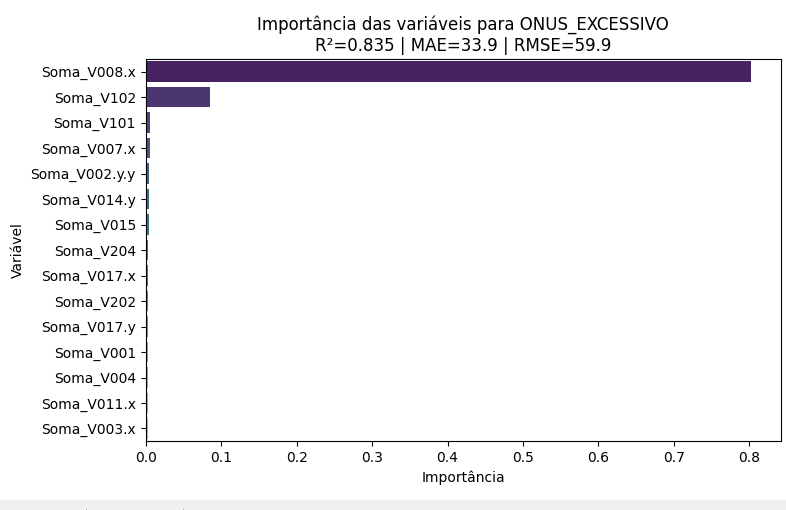 Importância das variáveis para ONUS_EXCESSIVO
R²=0.835 | MAE=33.9 | RMSE=59.9
Soma_V008.x
Soma_V102
Soma_V101
Soma_V007.x
Soma_V002.y.y
Soma_V014.y
Soma_V015
Soma_V204
Soma_V017.x
Soma_V202
Soma_V017.y
Soma_V001
Soma_V004
Soma_V011.x
Soma_V003.x
Variável
0.0 0.1 0.2 0.3 0.4 0.5 0.6 0.7 0.8
Importância